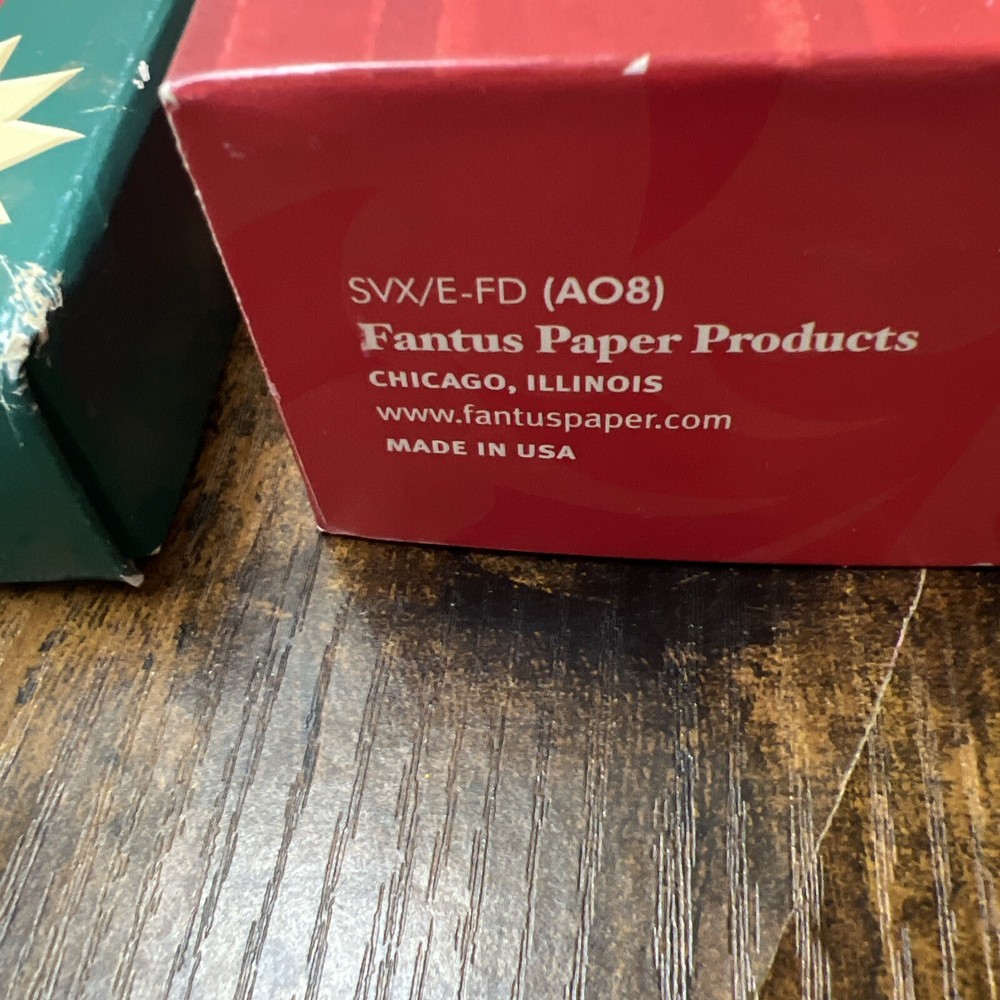 SVX/E-FD (AO8)
Fantus Paper Products
CHICAGO, ILLINOIS
www.fantuspaper.com
MADE IN USA